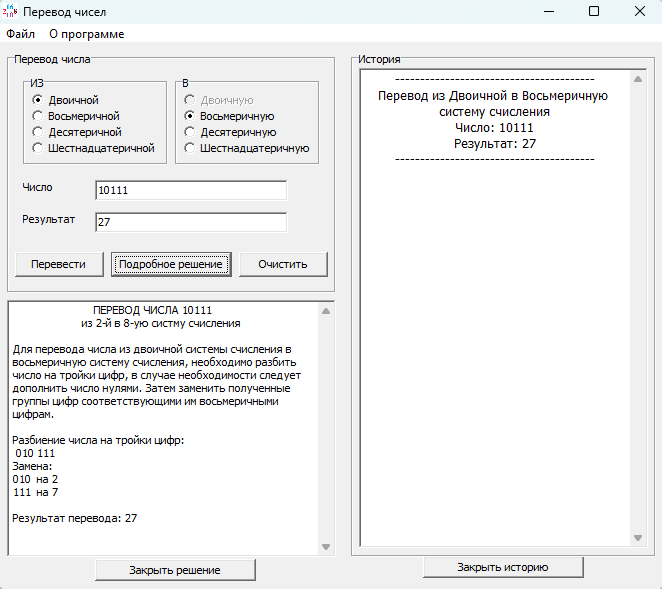 Перевод чисел
Файл О программе
Перевод числа
ИЗ
Двоичной
Восьмеричной
Десятеричной
Шестнадцатеричной
В
Двоичную
Восьмеричную
Десятеричную
Шестнадцатеричную
Число 10111
Результат 27
Перевести Подробное решение Очистить
ПЕРЕВОД ЧИСЛА 10111
из 2-й в 8-ую систму счисления
Для перевода числа из двоичной системы счисления в
восьмеричную систему счисления, необходимо разбить
число на тройки цифр, в случае необходимости следует
дополнить число нулями. Затем заменить полученные
группы цифр соответствующими им восьмеричными
цифрам.
Разбиение числа на тройки цифр:
010 111
Замена:
010 на 2
111 на 7
Результат перевода: 27
Закрыть решение
История
----------------------------------------
Перевод из Двоичной в Восьмеричную
систему счисления
Число: 10111
Результат: 27
----------------------------------------
Закрыть историю